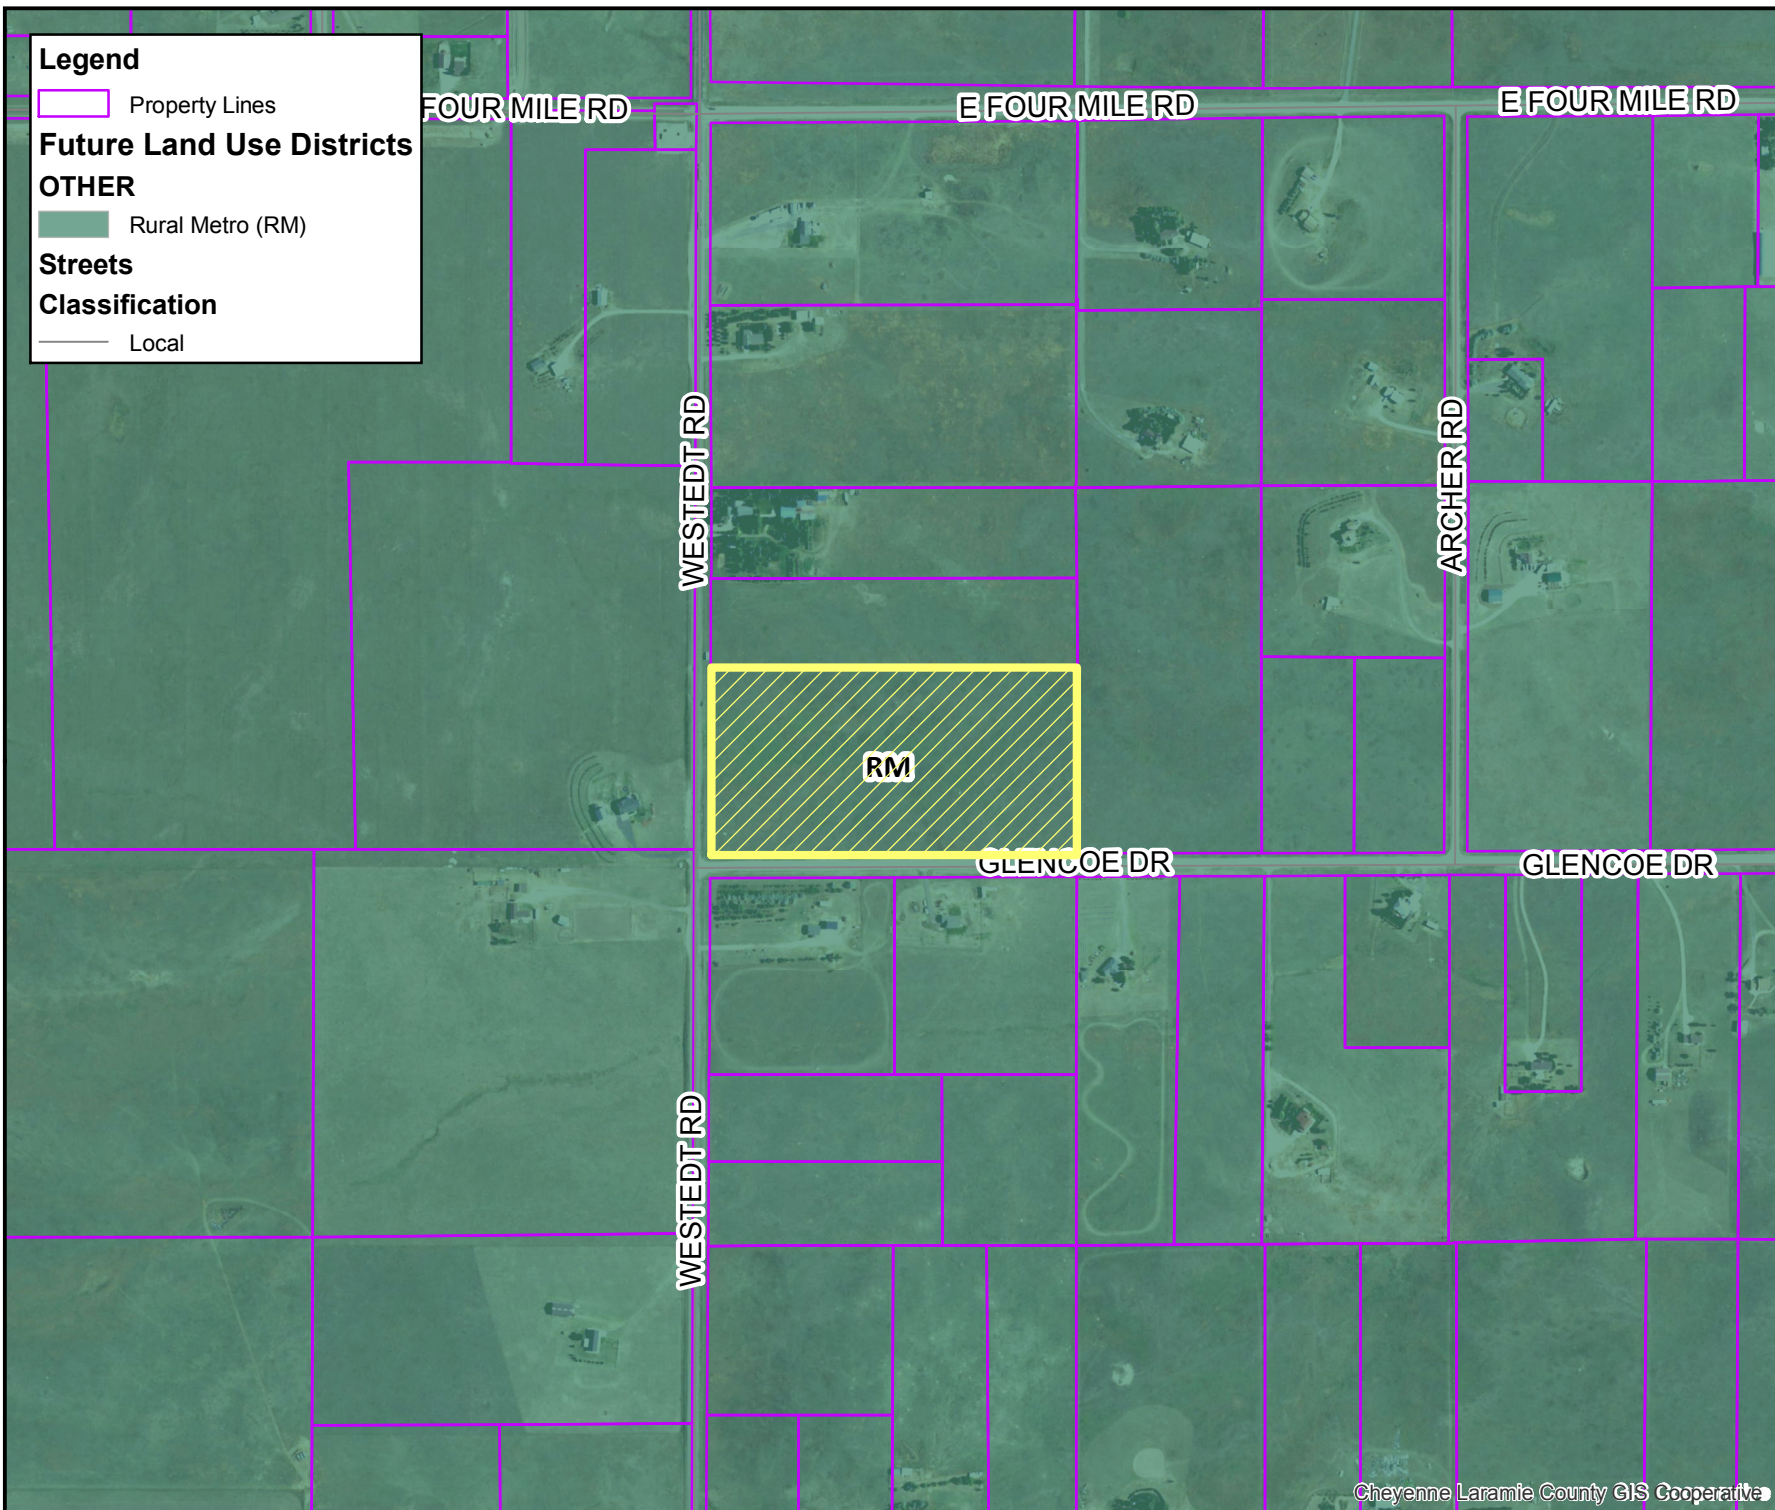 Legend
Property Lines
Future Land Use Districts
OTHER
Rural Metro (RM)
Streets
Classification
Local
FOUR MILE RD
E FOUR MILE RD
E FOUR MILE RD
WESTEDT RD
ARCHER RD
RM
GLENCOE DR
GLENCOE DR
WESTEDT RD
Cheyenne Laramie County GIS Cooperative